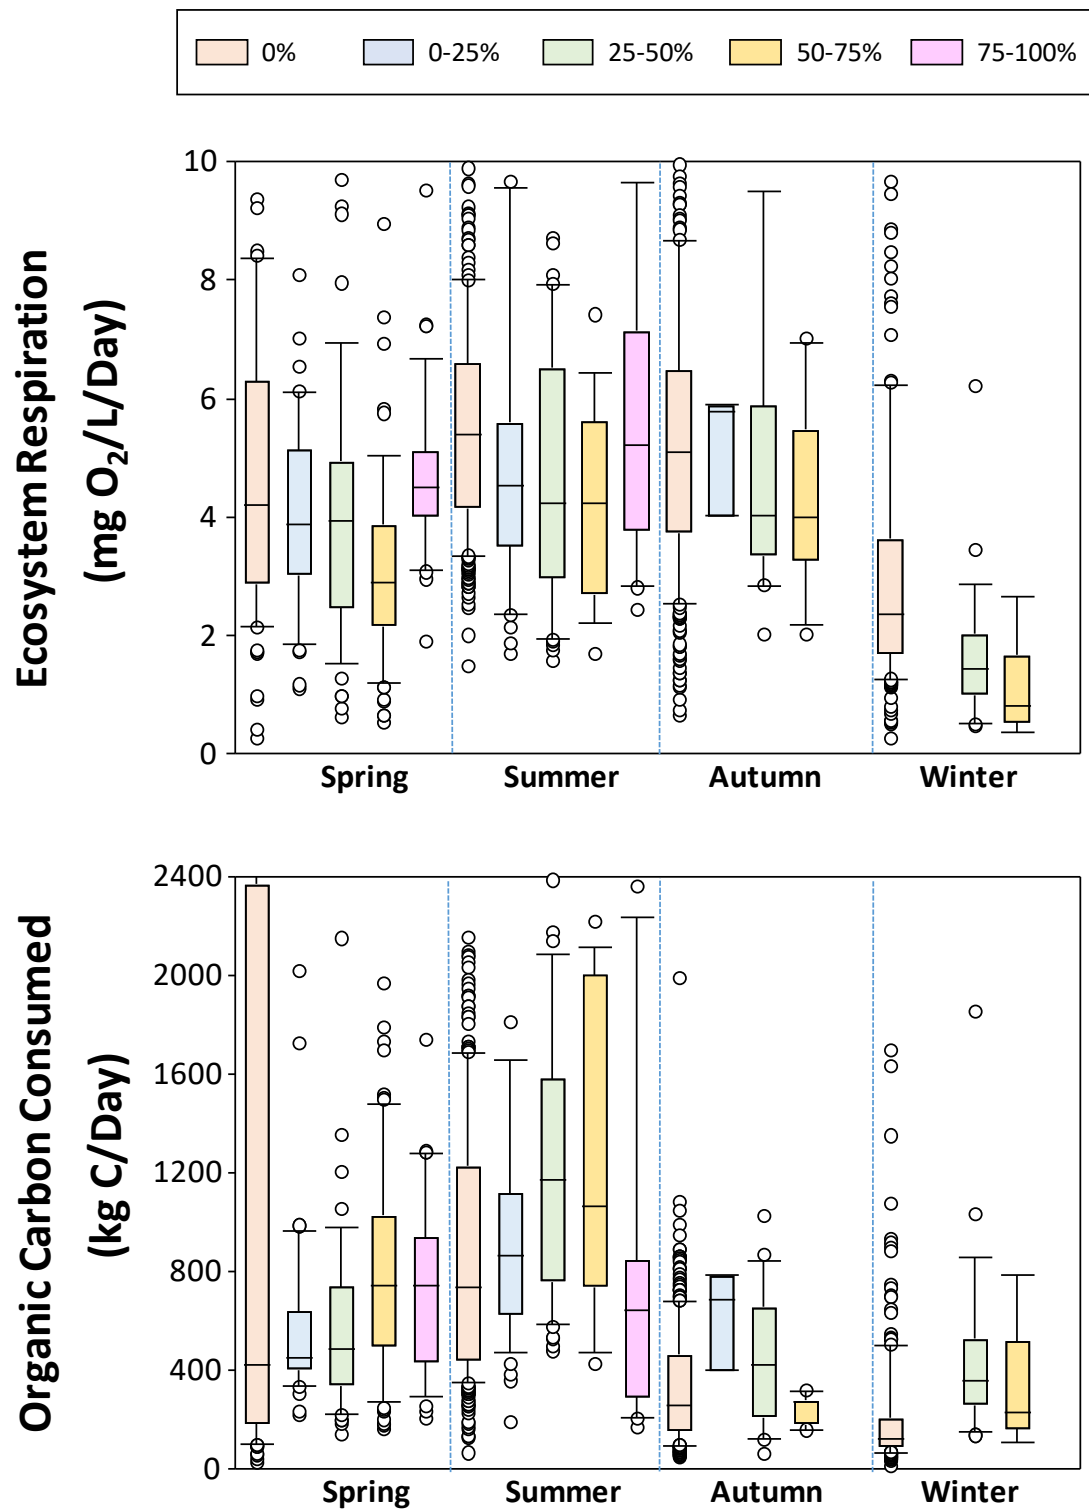 0% 0-25% 25-50% 50-75% 75-100%
Ecosystem Respiration
(mg O₂/L/Day)
10
8
6
4
2
0
Spring Summer Autumn Winter
Organic Carbon Consumed
(kg C/Day)
2400
2000
1600
1200
800
400
0
Spring Summer Autumn Winter